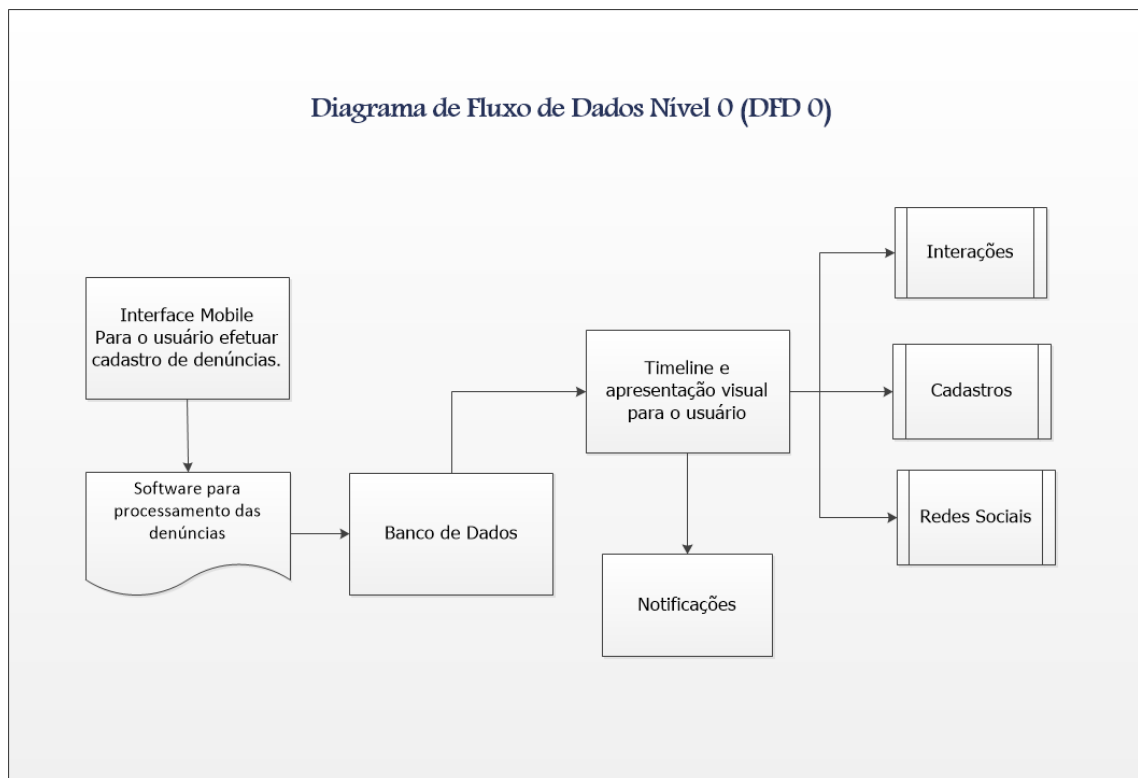 Diagrama de Fluxo de Dados Nível 0 (DFD 0)
Interface Mobile
Para o usuário efetuar
cadastro de denúncias.
Software para
processamento das
denúncias
Banco de Dados
Timeline e
apresentação visual
para o usuário
Notificações
Interações
Cadastros
Redes Sociais